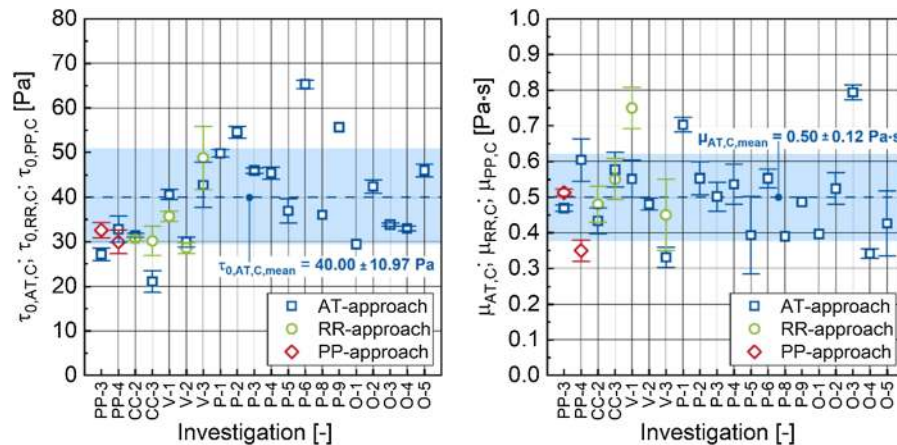 τ0,AT,C; τ0,RR,C; τ0,PP,C [Pa]
80
70
60
50
40
30
20
10
0
τ0,AT,C,mean = 40.00 ± 10.97 Pa
AT-approach
RR-approach
PP-approach
PP-3
PP-4
CC-2
CC-3
V-1
V-2
V-3
P-1
P-2
P-3
P-4
P-5
P-6
P-8
P-9
O-1
O-2
O-3
O-4
O-5
Investigation [-]
μAT,C; μRR,C; μPP,C [Pa·s]
1.0
0.9
0.8
0.7
0.6
0.5
0.4
0.3
0.2
0.1
0.0
μAT,C,mean = 0.50 ± 0.12 Pa·s
AT-approach
RR-approach
PP-approach
PP-3
PP-4
CC-2
CC-3
V-1
V-2
V-3
P-1
P-2
P-3
P-4
P-5
P-6
P-8
P-9
O-1
O-2
O-3
O-4
O-5
Investigation [-]